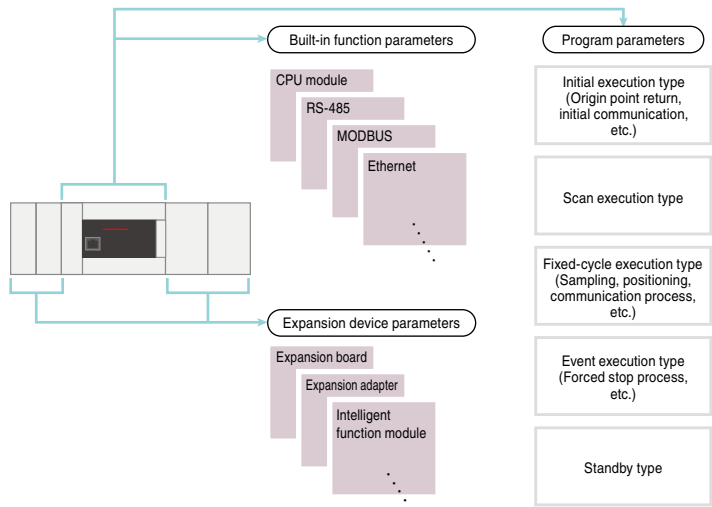 Built-in function parameters
CPU module
RS-485
MODBUS
Ethernet
Expansion device parameters
Expansion board
Expansion adapter
Intelligent
function module
Program parameters
Initial execution type
(Origin point return,
initial communication,
etc.)
Scan execution type
Fixed-cycle execution type
(Sampling, positioning,
communication process,
etc.)
Event execution type
(Forced stop process,
etc.)
Standby type